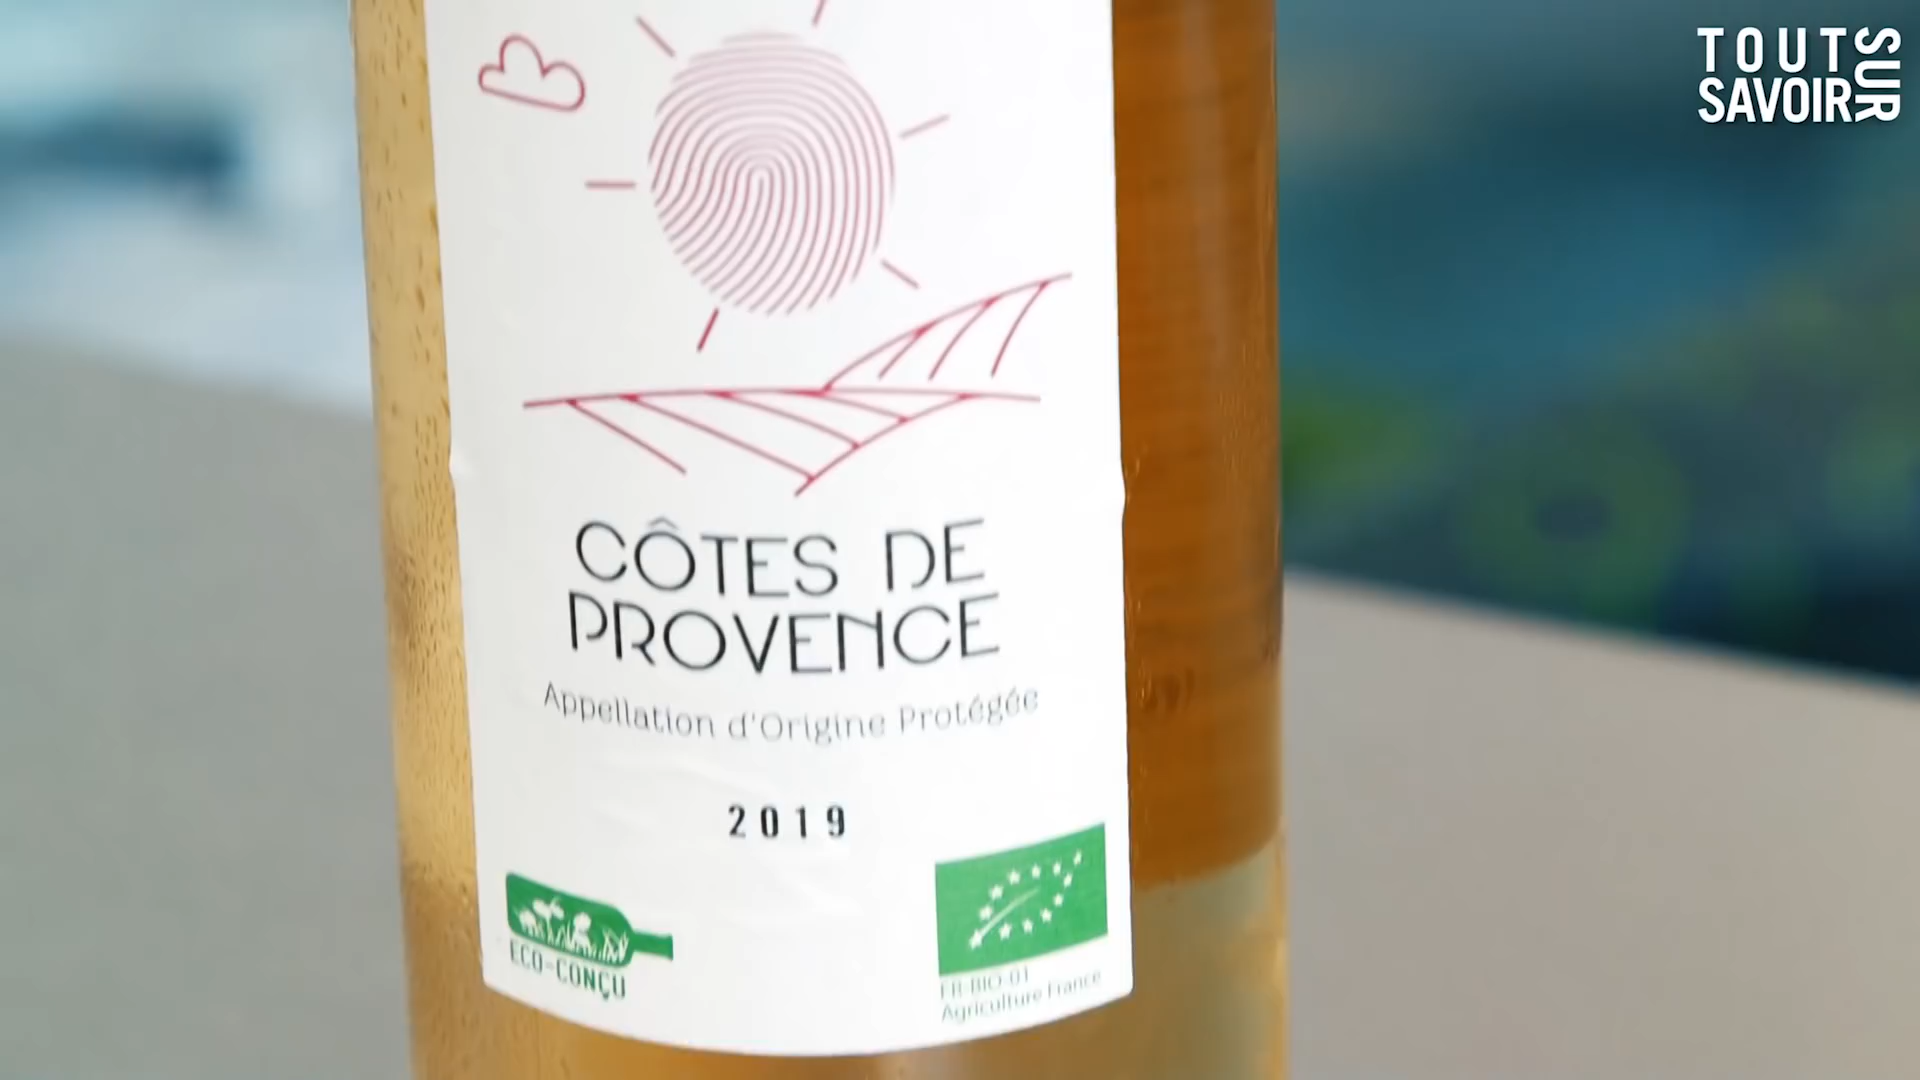 TOUT
SAVOIR
SUR
CÔTES DE
PROVENCE
Appellation d'Origine Protégée
2019
ECO-CONÇU
FR-BIO-01
Agriculture France